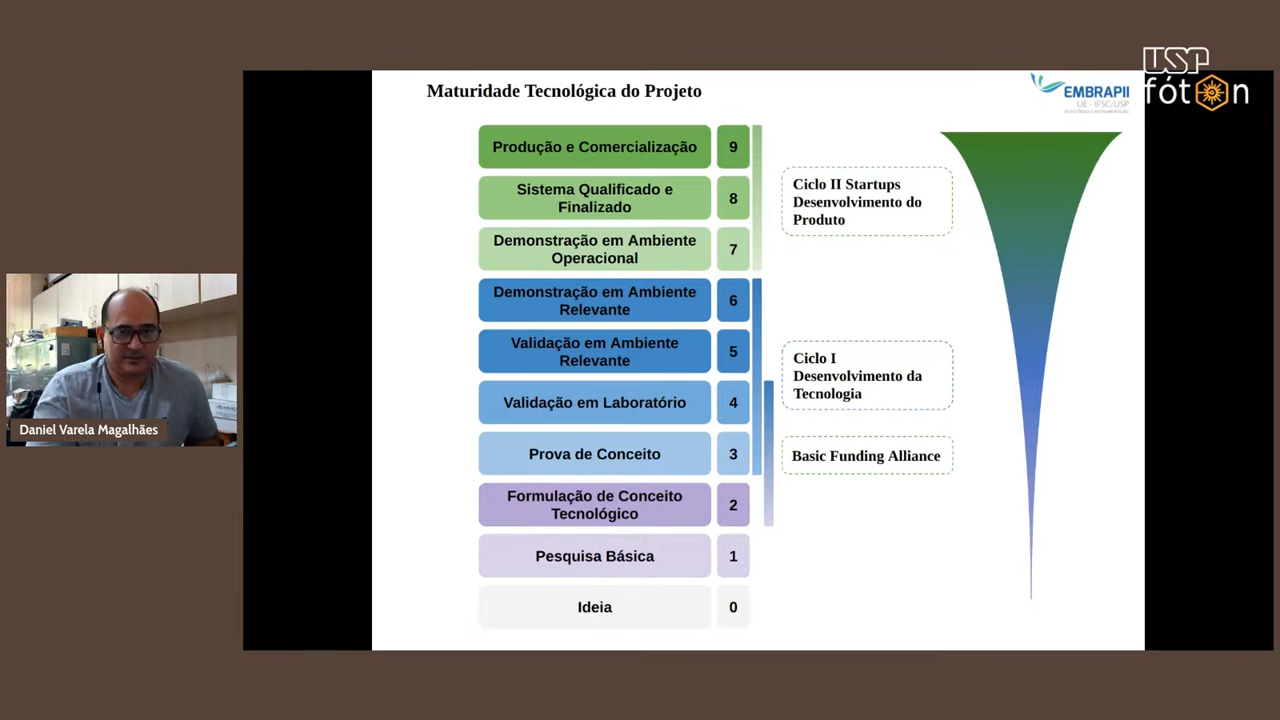 USP
fóton
Maturidade Tecnológica do Projeto
EMBRAPII
UE - IFSC/USP
Produção e Comercialização 9
Sistema Qualificado e
Finalizado 8
Demonstração em Ambiente
Operacional 7
Demonstração em Ambiente
Relevante 6
Validação em Ambiente
Relevante 5
Validação em Laboratório 4
Prova de Conceito 3
Formulação de Conceito
Tecnológico 2
Pesquisa Básica 1
Ideia 0
Ciclo II Startups
Desenvolvimento do
Produto
Ciclo I
Desenvolvimento da
Tecnologia
Basic Funding Alliance
Daniel Varela Magalhães